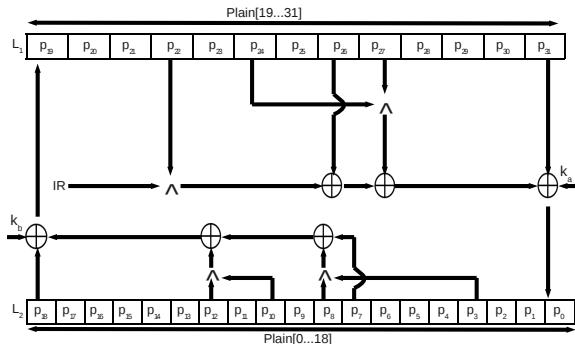 Plain[19...31]
L₁ p₁₉ p₂₀ p₂₁ p₂₂ p₂₃ p₂₄ p₂₅ p₂₆ p₂₇ p₂₈ p₂₉ p₃₀ p₃₁
^
IR ^ kₐ
k_b
^ ^
L₂ p₁₈ p₁₇ p₁₆ p₁₅ p₁₄ p₁₃ p₁₂ p₁₁ p₁₀ p₉ p₈ p₇ p₆ p₅ p₄ p₃ p₂ p₁ p₀
Plain[0...18]